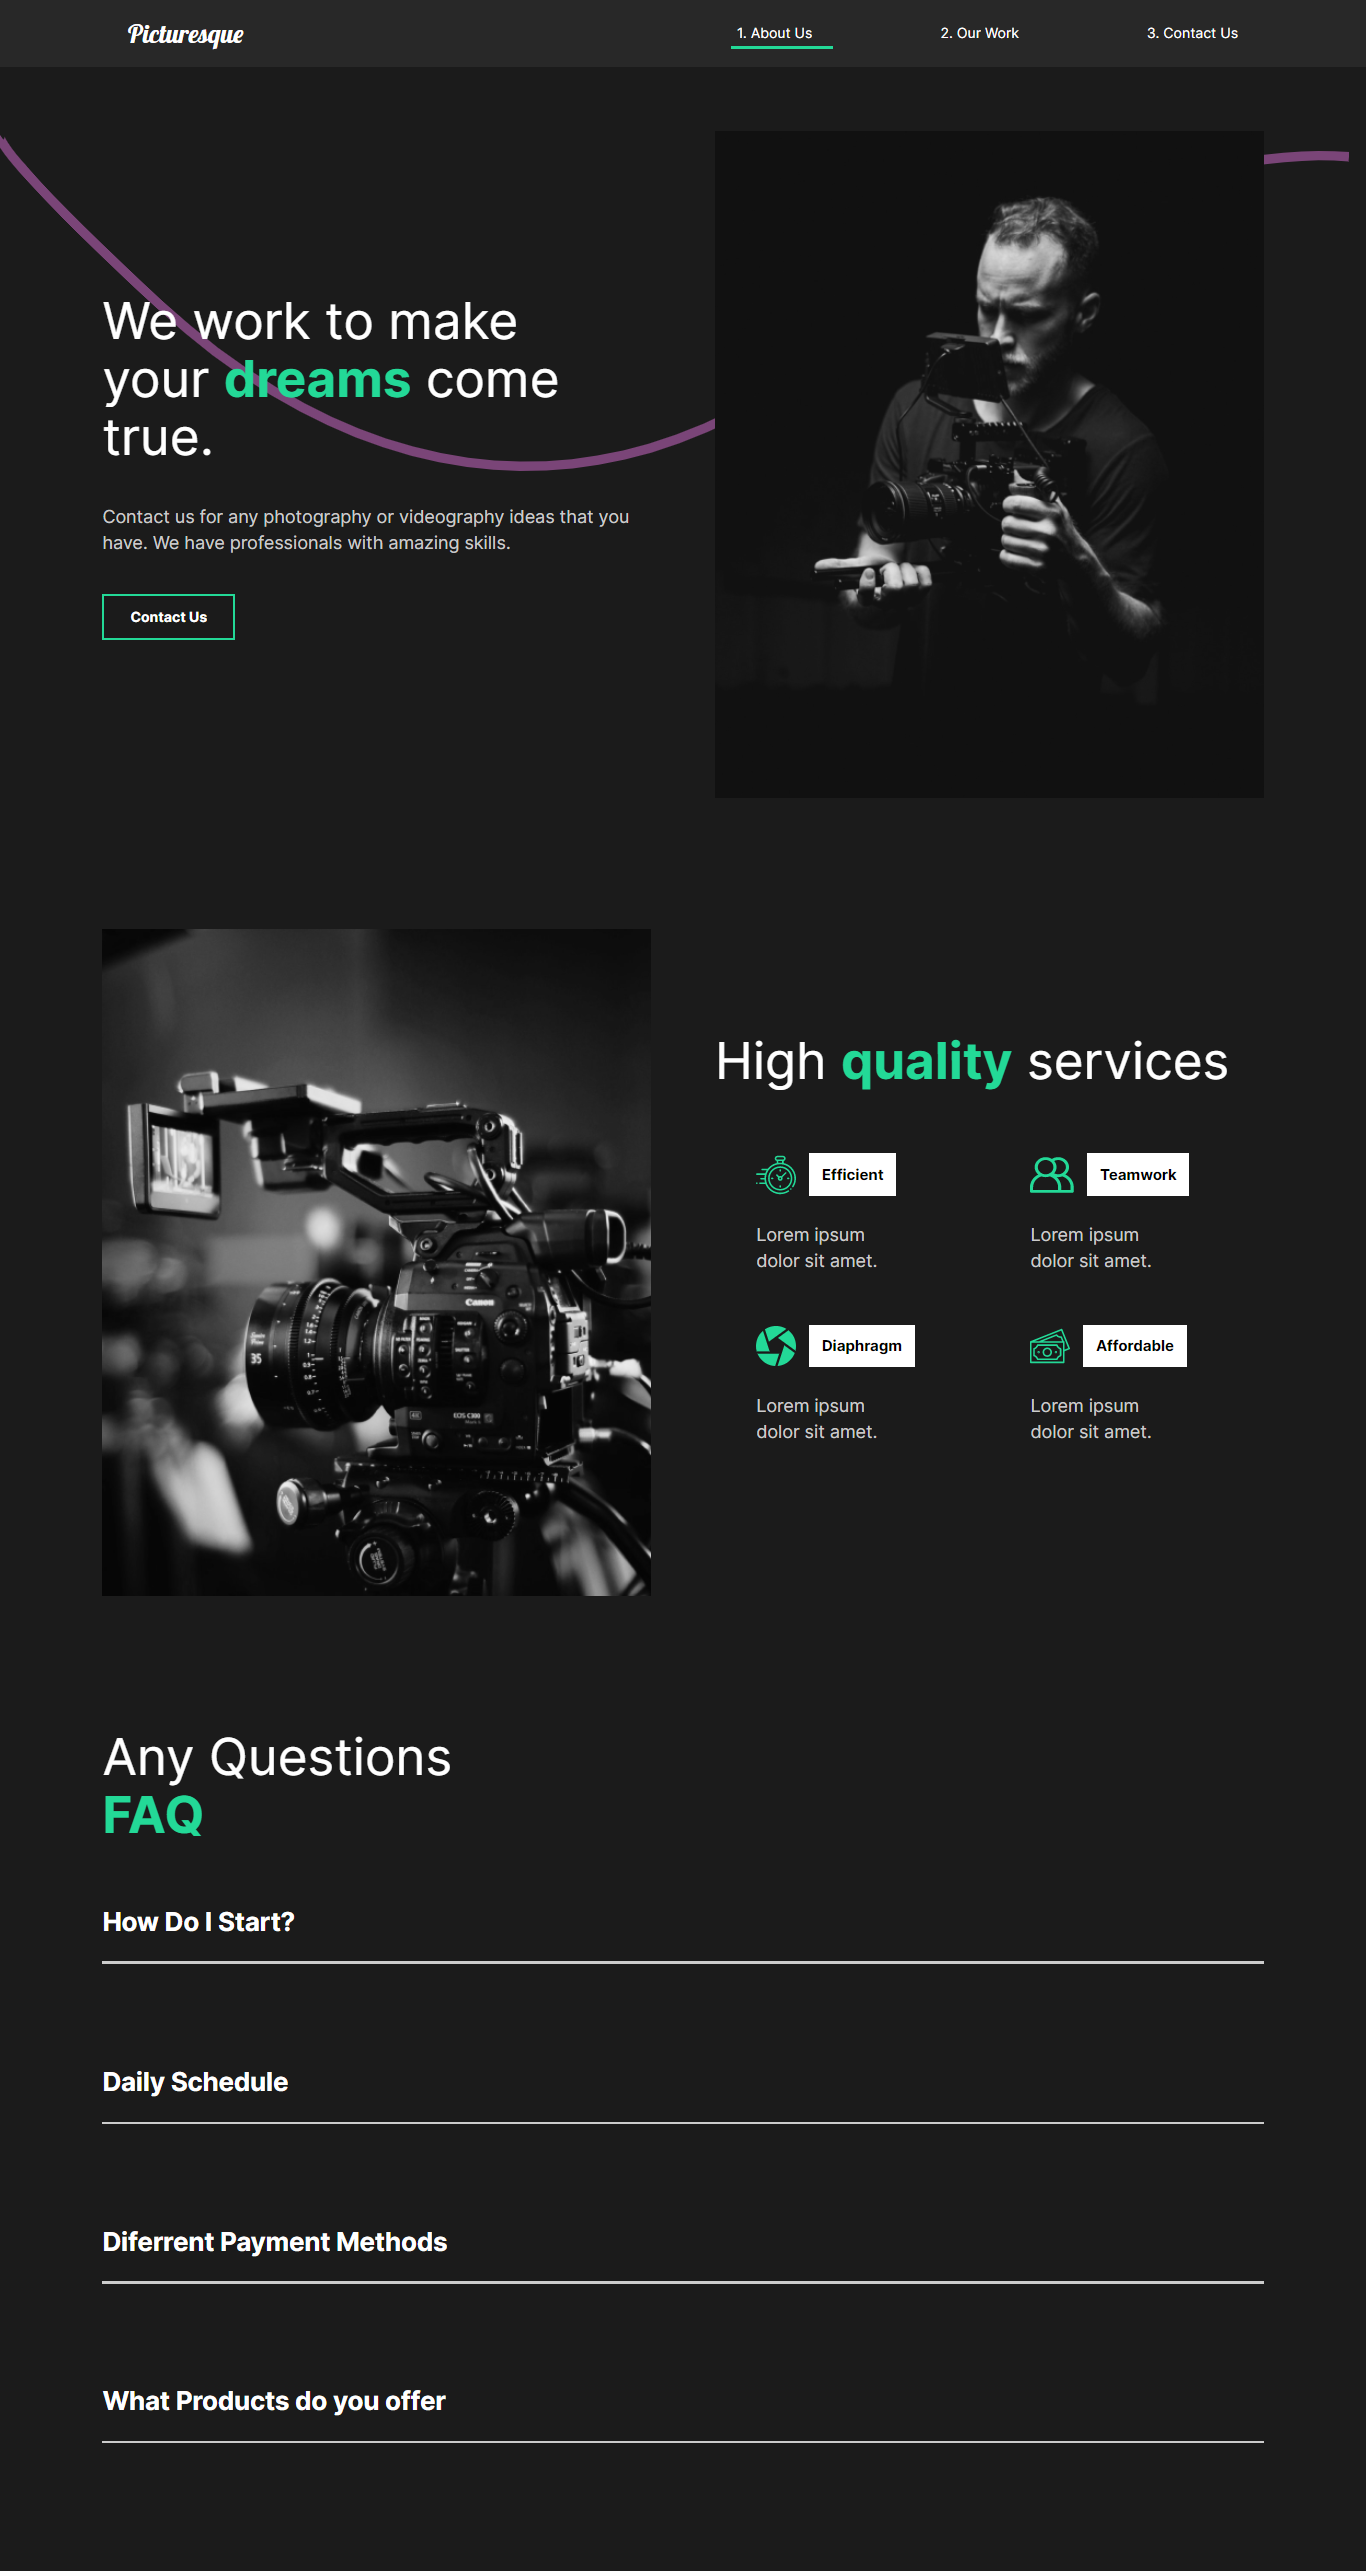 Picturesque
1. About Us
2. Our Work
3. Contact Us
We work to make
your dreams come
true.
Contact us for any photography or videography ideas that you
have. We have professionals with amazing skills.
Contact Us
High quality services
Efficient
Teamwork
Lorem ipsum
dolor sit amet.
Lorem ipsum
dolor sit amet.
Diaphragm
Affordable
Lorem ipsum
dolor sit amet.
Lorem ipsum
dolor sit amet.
Canon
35
EOS C300
Any Questions
FAQ
How Do I Start?
Daily Schedule
Diferrent Payment Methods
What Products do you offer